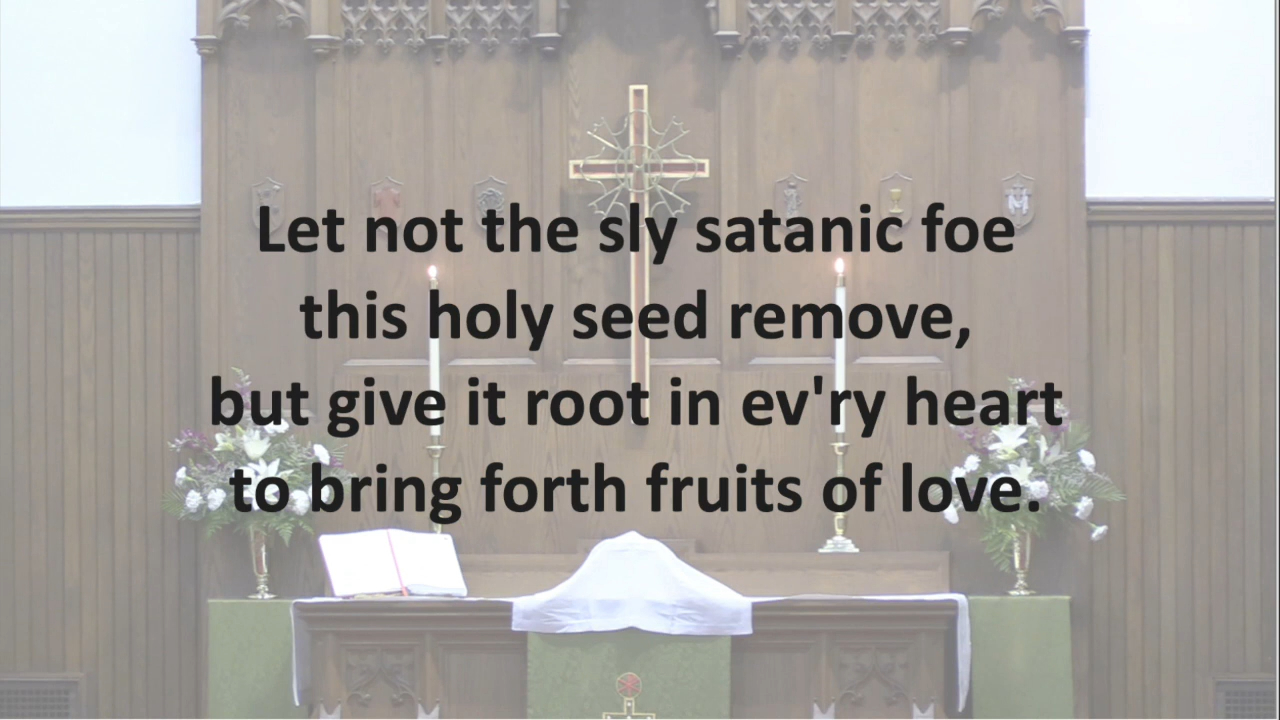 Let not the sly satanic foe
this holy seed remove,
but give it root in ev'ry heart
to bring forth fruits of love.